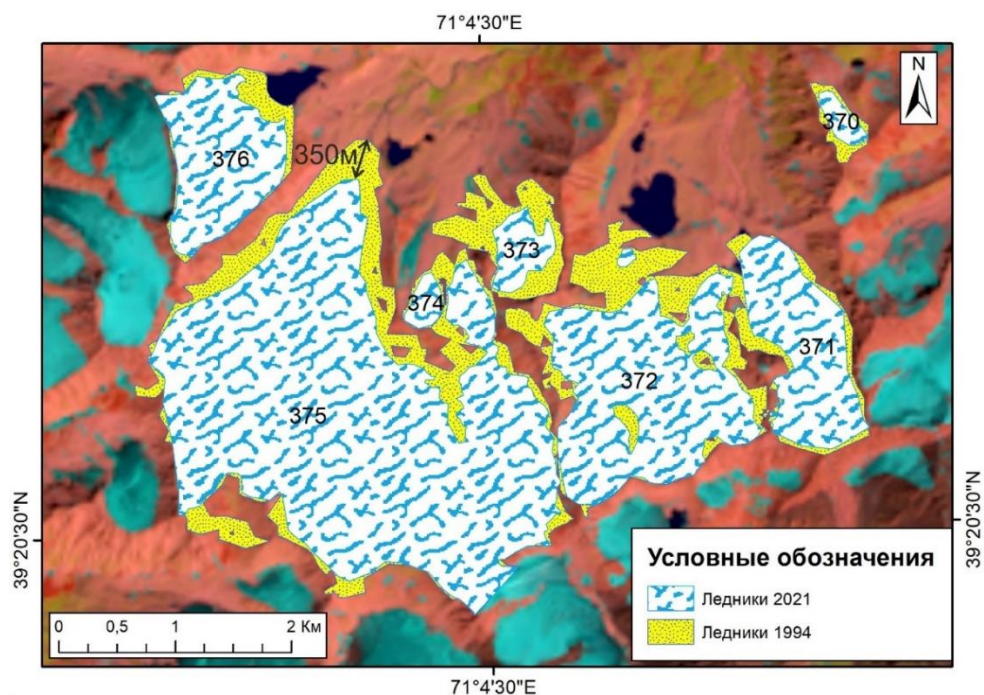 71°4'30"E
N
370
376
350м
373
374
371
372
375
39°20'30"N
39°20'30"N
Условные обозначения
Ледники 2021
Ледники 1994
0 0,5 1 2 Км
71°4'30"E